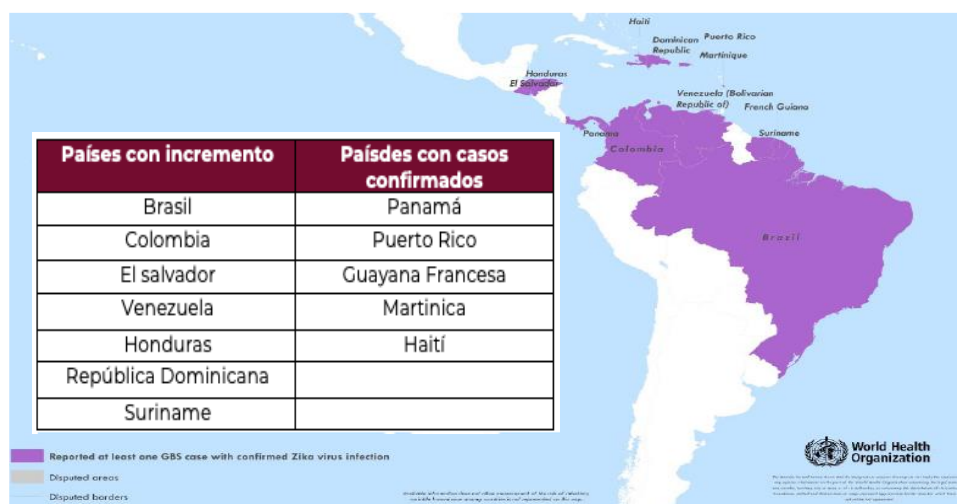 Haiti
Dominican
Republic
Puerto Rico
Martinique
Honduras
El Salvador
Venezuela (Bolivarian
Republic of)
French Guiana
Panama
Suriname
Colombia
Brazil
Países con incremento
Paísdes con casos
confirmados
Brasil
Panamá
Colombia
Puerto Rico
El salvador
Guayana Francesa
Venezuela
Martinica
Honduras
Haití
República Dominicana
Suriname
Reported at least one GBS case with confirmed Zika virus infection
Disputed areas
Disputed borders
World Health
Organization